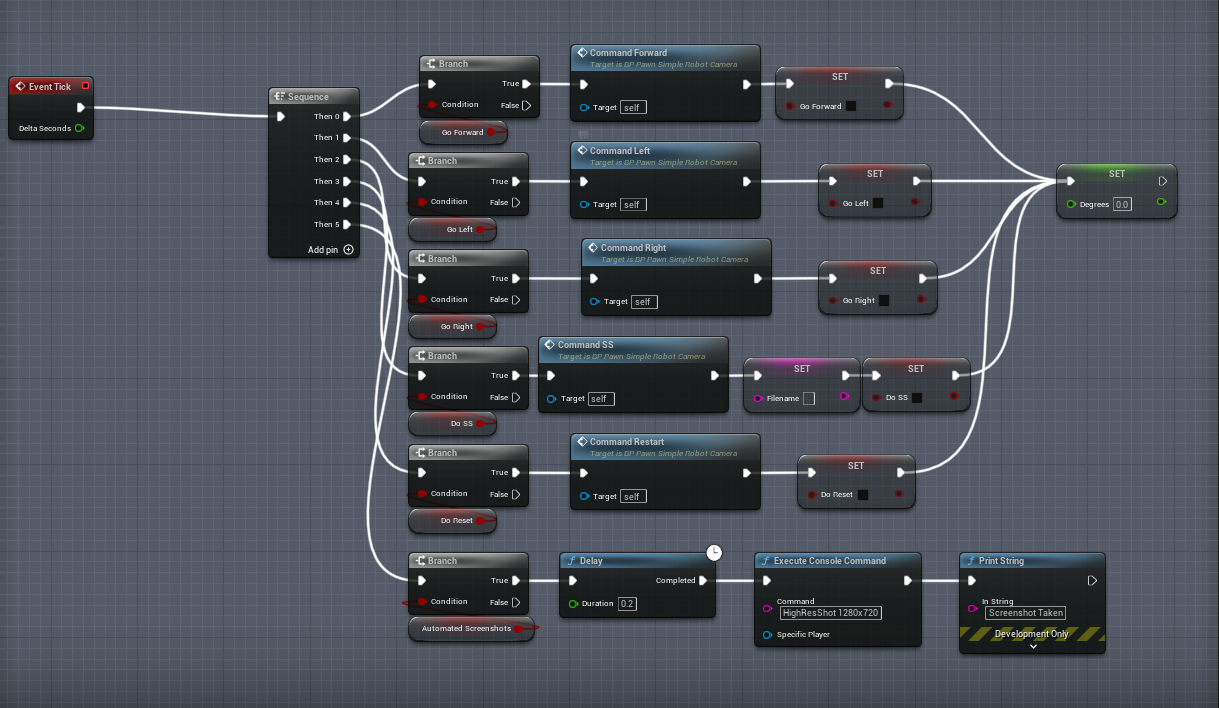 Event Tick
Delta Seconds
Sequence
Then 0
Then 1
Then 2
Then 3
Then 4
Then 5
Add pin
Branch
True
Condition
False
Go Forward
Command Forward
Target is BP Pawn Simple Robot Camera
Target self
SET
Go Forward
Branch
True
Condition
False
Go Left
Command Left
Target is BP Pawn Simple Robot Camera
Target self
SET
Go Left
SET
Degrees 0.0
Branch
True
Condition
False
Go Right
Command Right
Target is BP Pawn Simple Robot Camera
Target self
SET
Go Right
Branch
True
Condition
False
Do SS
Command SS
Target is BP Pawn Simple Robot Camera
Target self
SET
Filename
SET
Do SS
Branch
True
Condition
False
Do Reset
Command Restart
Target is BP Pawn Simple Robot Camera
Target self
SET
Do Reset
Branch
True
Condition
False
Automated Screenshots
Delay
Completed
Duration 0.2
Execute Console Command
Command
HighResShot 1280x720
Specific Player
Print String
In String
Screenshot Taken
Development Only